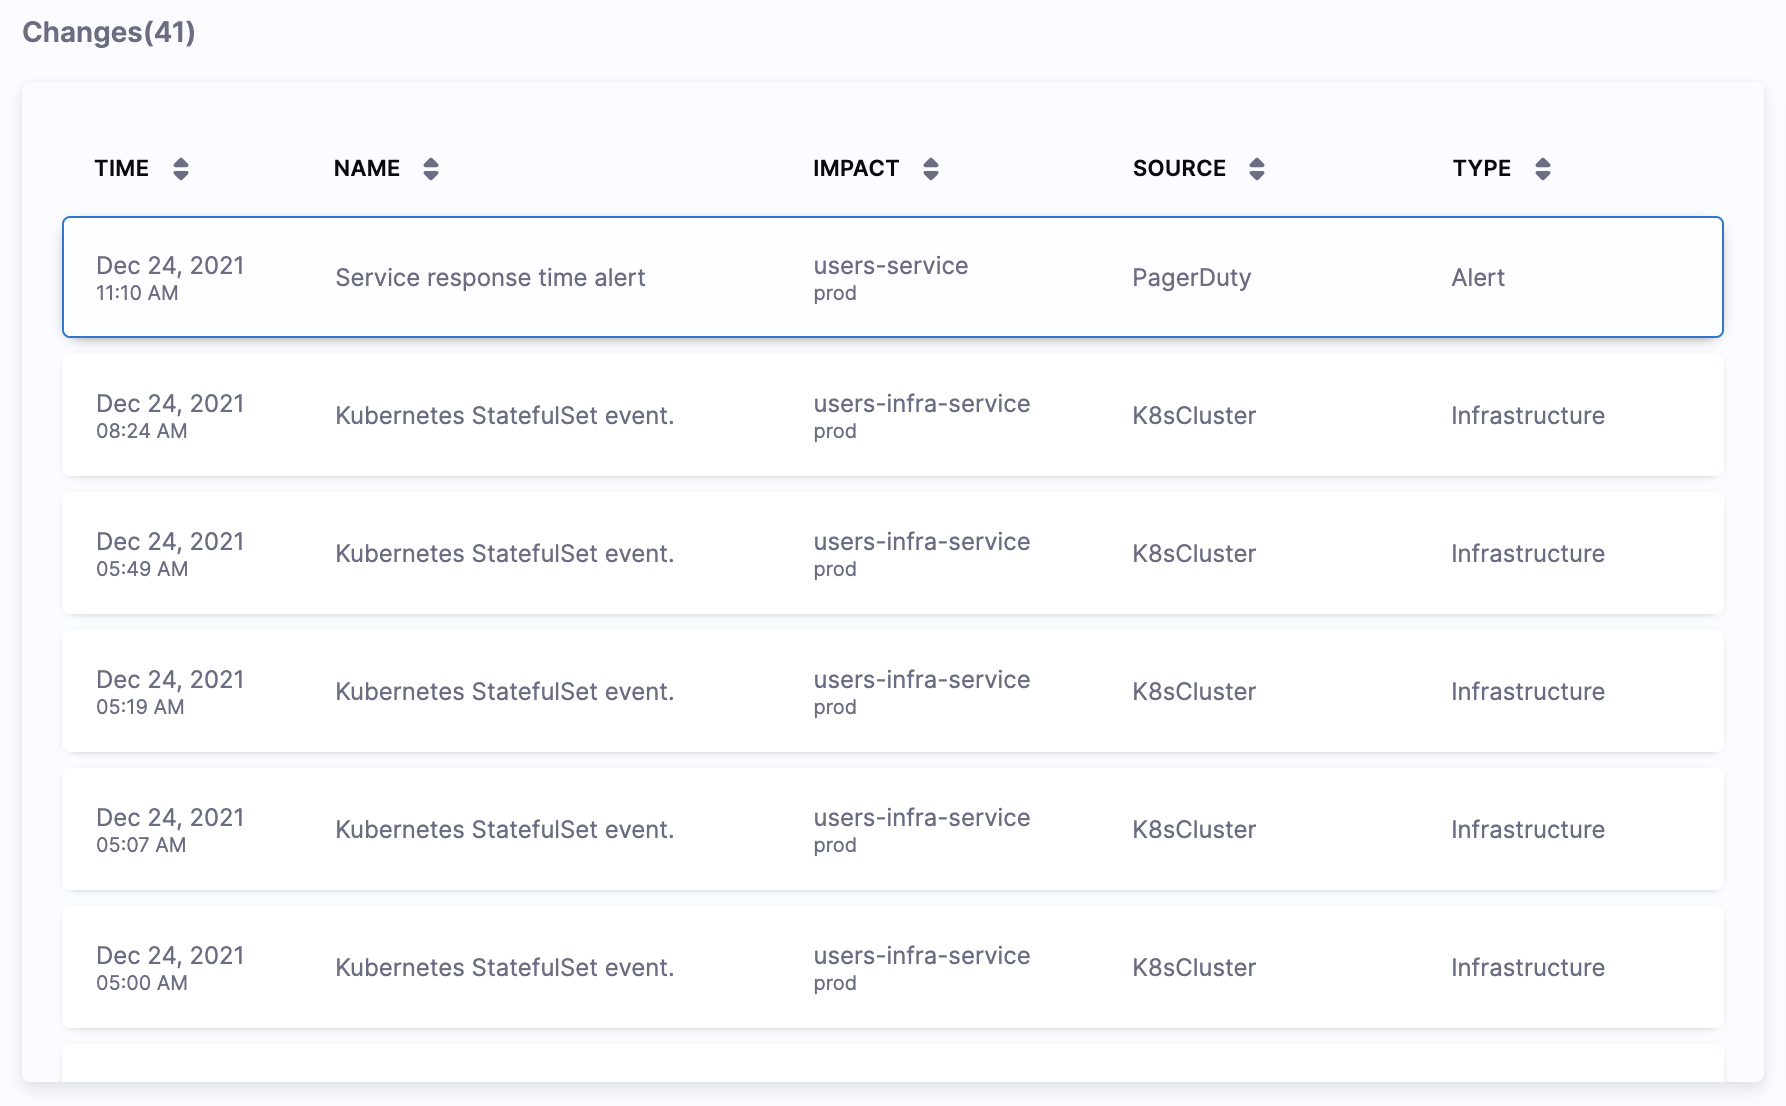 Changes(41)
TIME NAME IMPACT SOURCE TYPE
Dec 24, 2021
11:10 AM
Service response time alert
users-service
prod
PagerDuty
Alert
Dec 24, 2021
08:24 AM
Kubernetes StatefulSet event.
users-infra-service
prod
K8sCluster
Infrastructure
Dec 24, 2021
05:49 AM
Kubernetes StatefulSet event.
users-infra-service
prod
K8sCluster
Infrastructure
Dec 24, 2021
05:19 AM
Kubernetes StatefulSet event.
users-infra-service
prod
K8sCluster
Infrastructure
Dec 24, 2021
05:07 AM
Kubernetes StatefulSet event.
users-infra-service
prod
K8sCluster
Infrastructure
Dec 24, 2021
05:00 AM
Kubernetes StatefulSet event.
users-infra-service
prod
K8sCluster
Infrastructure